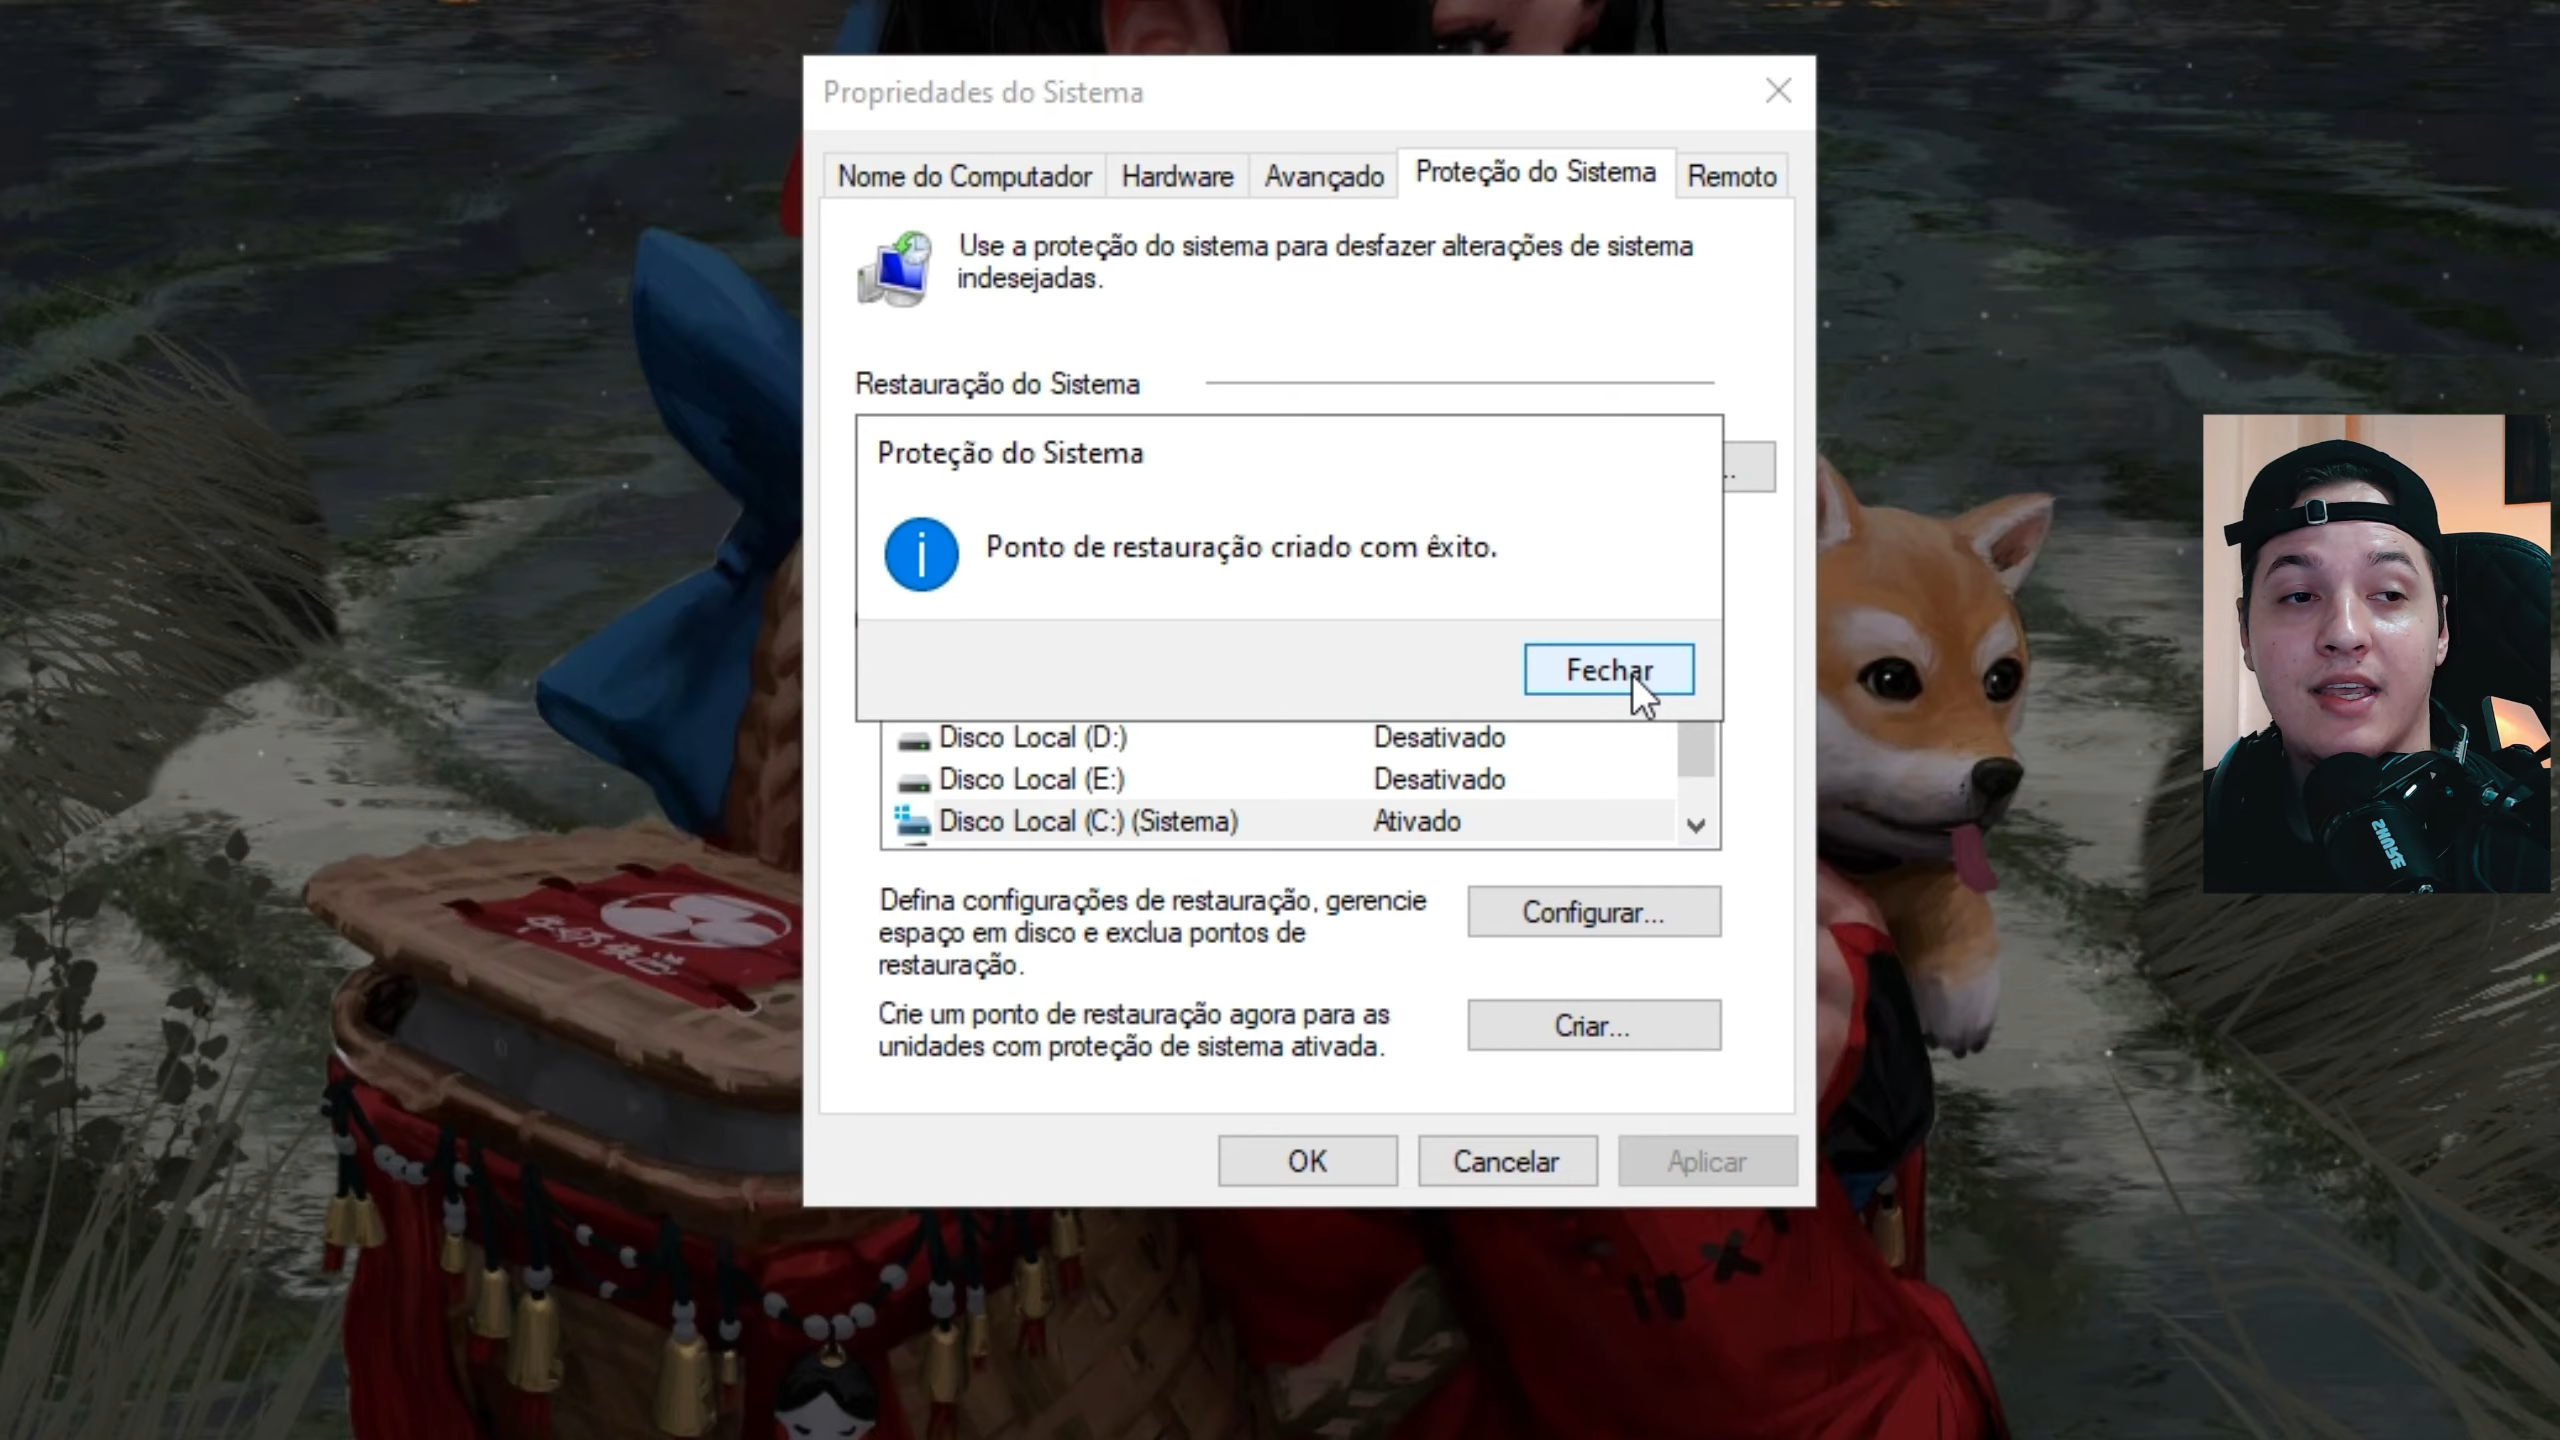 Propriedades do Sistema
Nome do Computador
Hardware
Avançado
Proteção do Sistema
Remoto
Use a proteção do sistema para desfazer alterações de sistema
indesejadas.
Restauração do Sistema
Proteção do Sistema
Ponto de restauração criado com êxito.
..
Fechar
Disco Local (D:) Desativado
Disco Local (E:) Desativado
Disco Local (C:) (Sistema) Ativado
Defina configurações de restauração, gerencie
espaço em disco e exclua pontos de
restauração.
Configurar...
Crie um ponto de restauração agora para as
unidades com proteção de sistema ativada.
Criar...
OK
Cancelar
Aplicar
SHURE